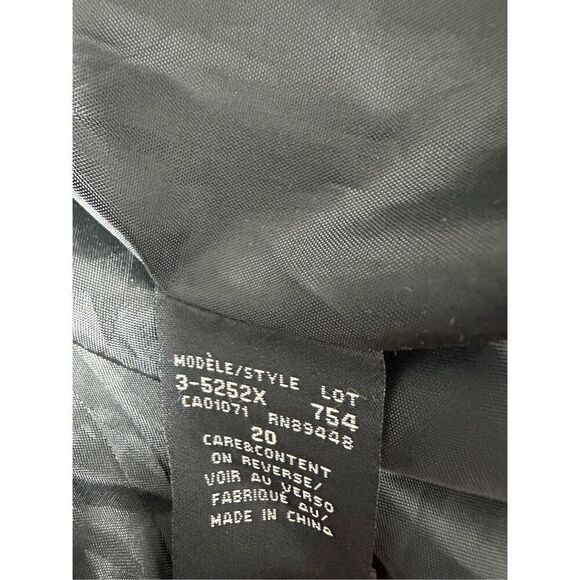 MODÈLE/STYLE LOT
3-5252X 754
CA01071 RN89448
20
CARE&CONTENT
ON REVERSE/
VOIR AU VERSO
FABRIQUÉ AU/
MADE IN CHINA